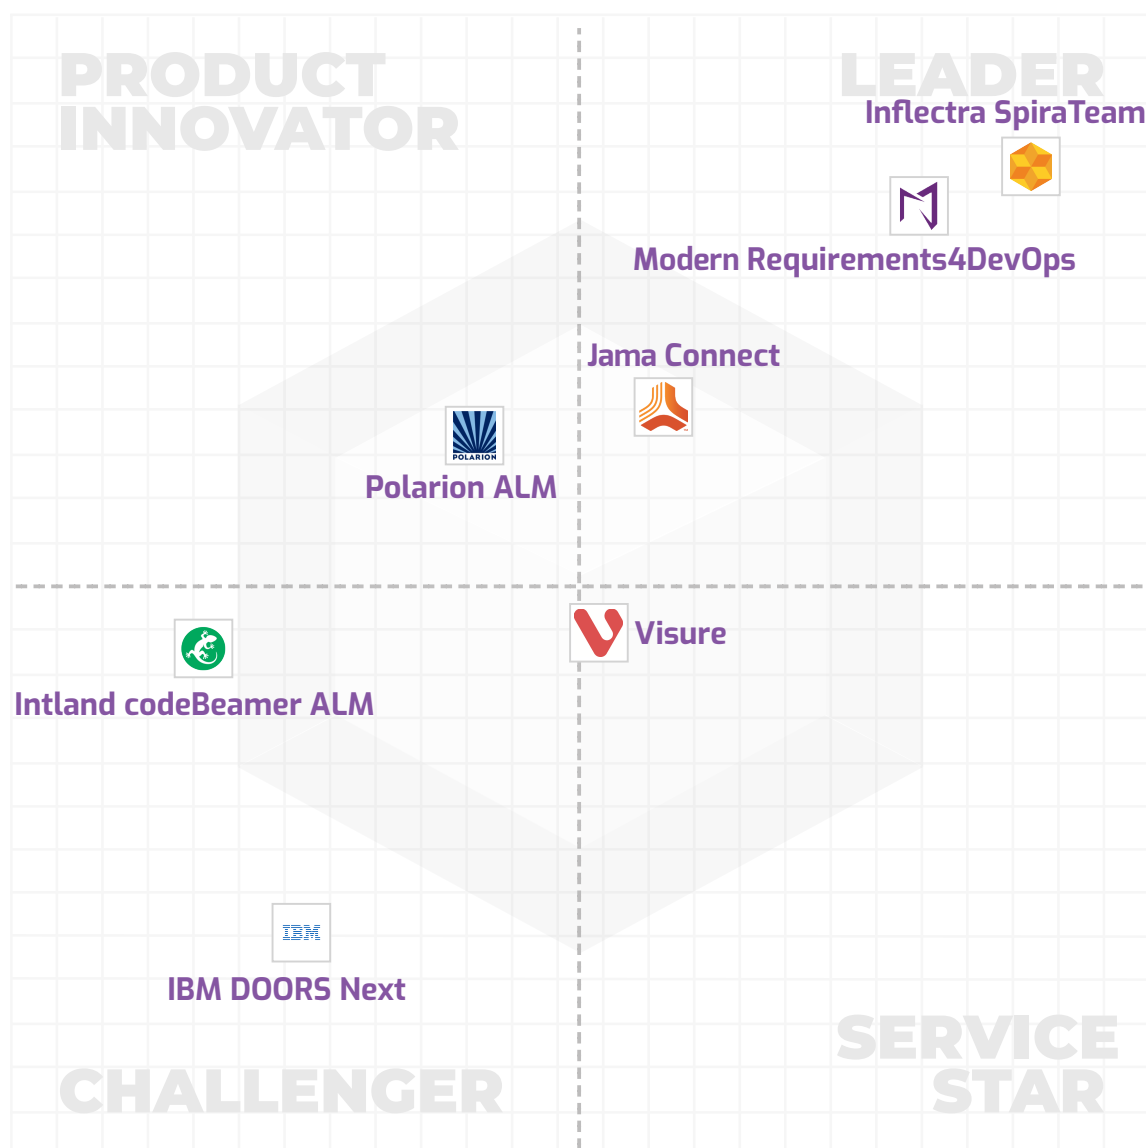 PRODUCT
INNOVATOR
LEADER
Inflectra SpiraTeam
Modern Requirements4DevOps
Jama Connect
POLARION
Polarion ALM
Visure
Intland codeBeamer ALM
IBM
IBM DOORS Next
SERVICE
STAR
CHALLENGER